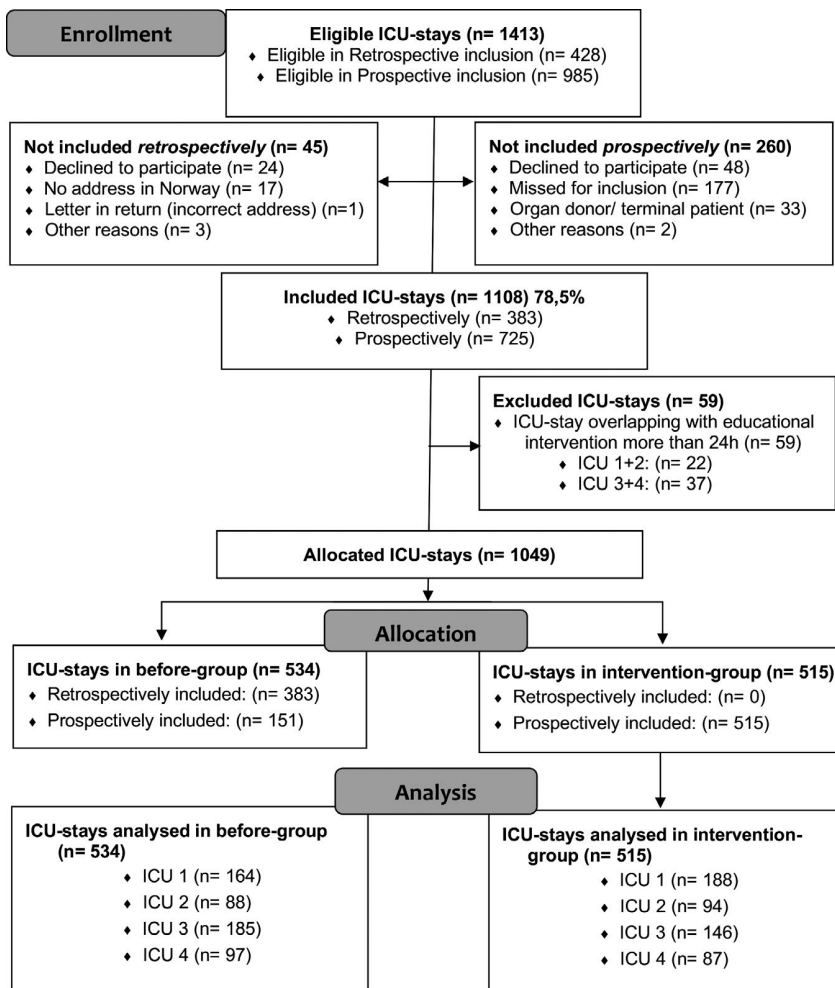 Enrollment
Eligible ICU-stays (n= 1413)
♦ Eligible in Retrospective inclusion (n= 428)
♦ Eligible in Prospective inclusion (n= 985)
Not included retrospectively (n= 45)
♦ Declined to participate (n= 24)
♦ No address in Norway (n= 17)
♦ Letter in return (incorrect address) (n=1)
♦ Other reasons (n= 3)
Not included prospectively (n= 260)
♦ Declined to participate (n= 48)
♦ Missed for inclusion (n= 177)
♦ Organ donor/ terminal patient (n= 33)
♦ Other reasons (n= 2)
Included ICU-stays (n= 1108) 78,5%
♦ Retrospectively (n= 383)
♦ Prospectively (n= 725)
Excluded ICU-stays (n= 59)
♦ ICU-stay overlapping with educational
intervention more than 24h (n= 59)
♦ ICU 1+2: (n= 22)
♦ ICU 3+4: (n= 37)
Allocated ICU-stays (n= 1049)
Allocation
ICU-stays in before-group (n= 534)
♦ Retrospectively included: (n= 383)
♦ Prospectively included: (n= 151)
ICU-stays in intervention-group (n= 515)
♦ Retrospectively included: (n= 0)
♦ Prospectively included: (n= 515)
Analysis
ICU-stays analysed in before-group
(n= 534)
♦ ICU 1 (n= 164)
♦ ICU 2 (n= 88)
♦ ICU 3 (n= 185)
♦ ICU 4 (n= 97)
ICU-stays analysed in intervention-
group (n= 515)
♦ ICU 1 (n= 188)
♦ ICU 2 (n= 94)
♦ ICU 3 (n= 146)
♦ ICU 4 (n= 87)